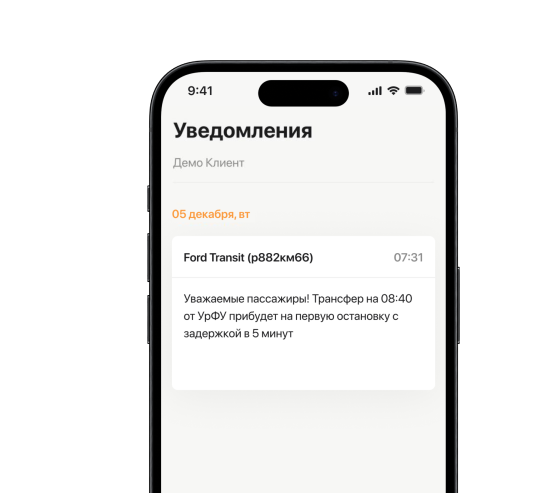 9:41
Уведомления
Демо Клиент
05 декабря, вт
Ford Transit (р882км66) 07:31
Уважаемые пассажиры! Трансфер на 08:40
от УрФУ прибудет на первую остановку с
задержкой в 5 минут